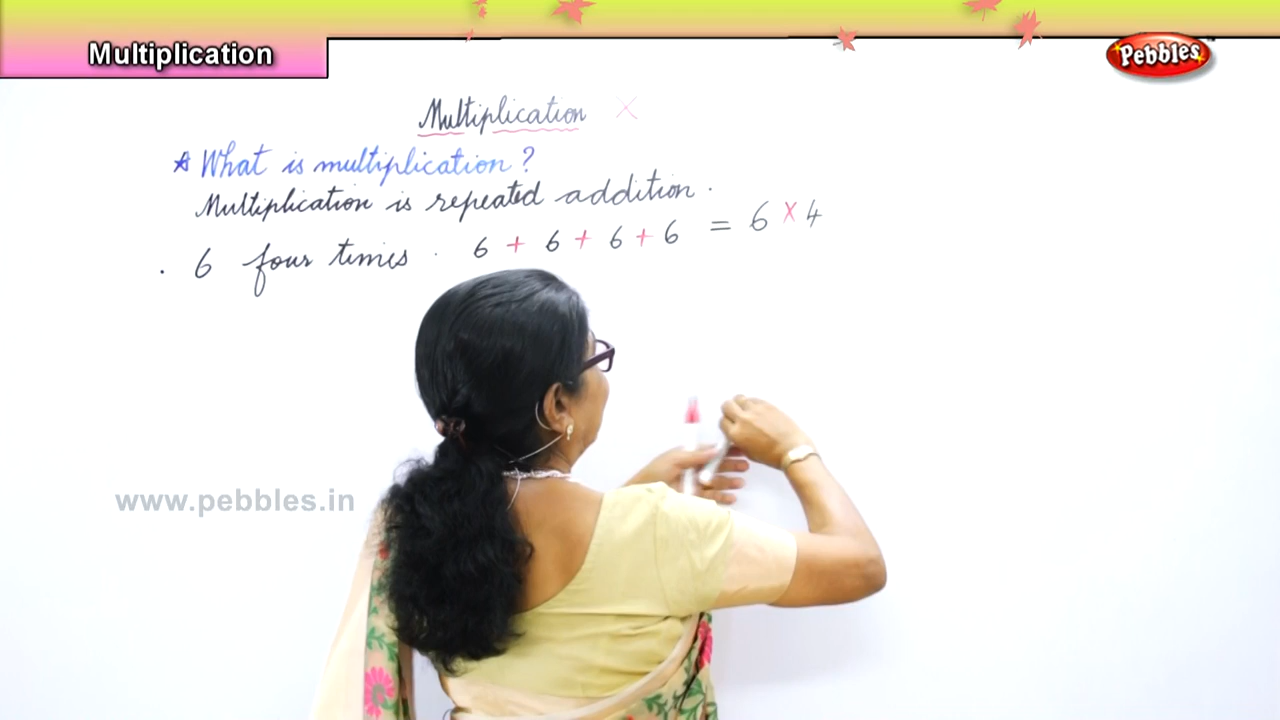 Multiplication
Pebbles
Multiplication ×
What is multiplication?
Multiplication is repeated addition.
. 6 four times . 6 + 6 + 6 + 6 = 6 × 4
www.pebbles.in